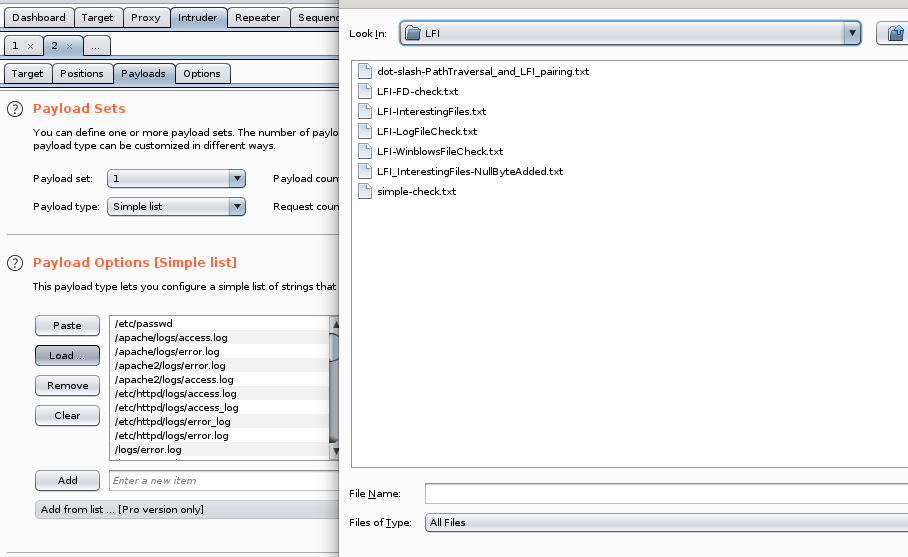 Dashboard Target Proxy Intruder Repeater Sequenc
1 × 2 × ...
Target Positions Payloads Options
? Payload Sets
You can define one or more payload sets. The number of paylo
payload type can be customized in different ways.
Payload set: 1 Payload coun
Payload type: Simple list Request coun
? Payload Options [Simple list]
This payload type lets you configure a simple list of strings that
Paste
Load ...
Remove
Clear
/etc/passwd
/apache/logs/access.log
/apache/logs/error.log
/apache2/logs/error.log
/apache2/logs/access.log
/etc/httpd/logs/access.log
/etc/httpd/logs/access_log
/etc/httpd/logs/error_log
/etc/httpd/logs/error.log
/logs/error.log
Add Enter a new item
Add from list ... [Pro version only]
Look In: LFI
dot-slash-PathTraversal_and_LFI_pairing.txt
LFI-FD-check.txt
LFI-InterestingFiles.txt
LFI-LogFileCheck.txt
LFI-WinblowsFileCheck.txt
LFI_InterestingFiles-NullByteAdded.txt
simple-check.txt
File Name:
Files of Type: All Files